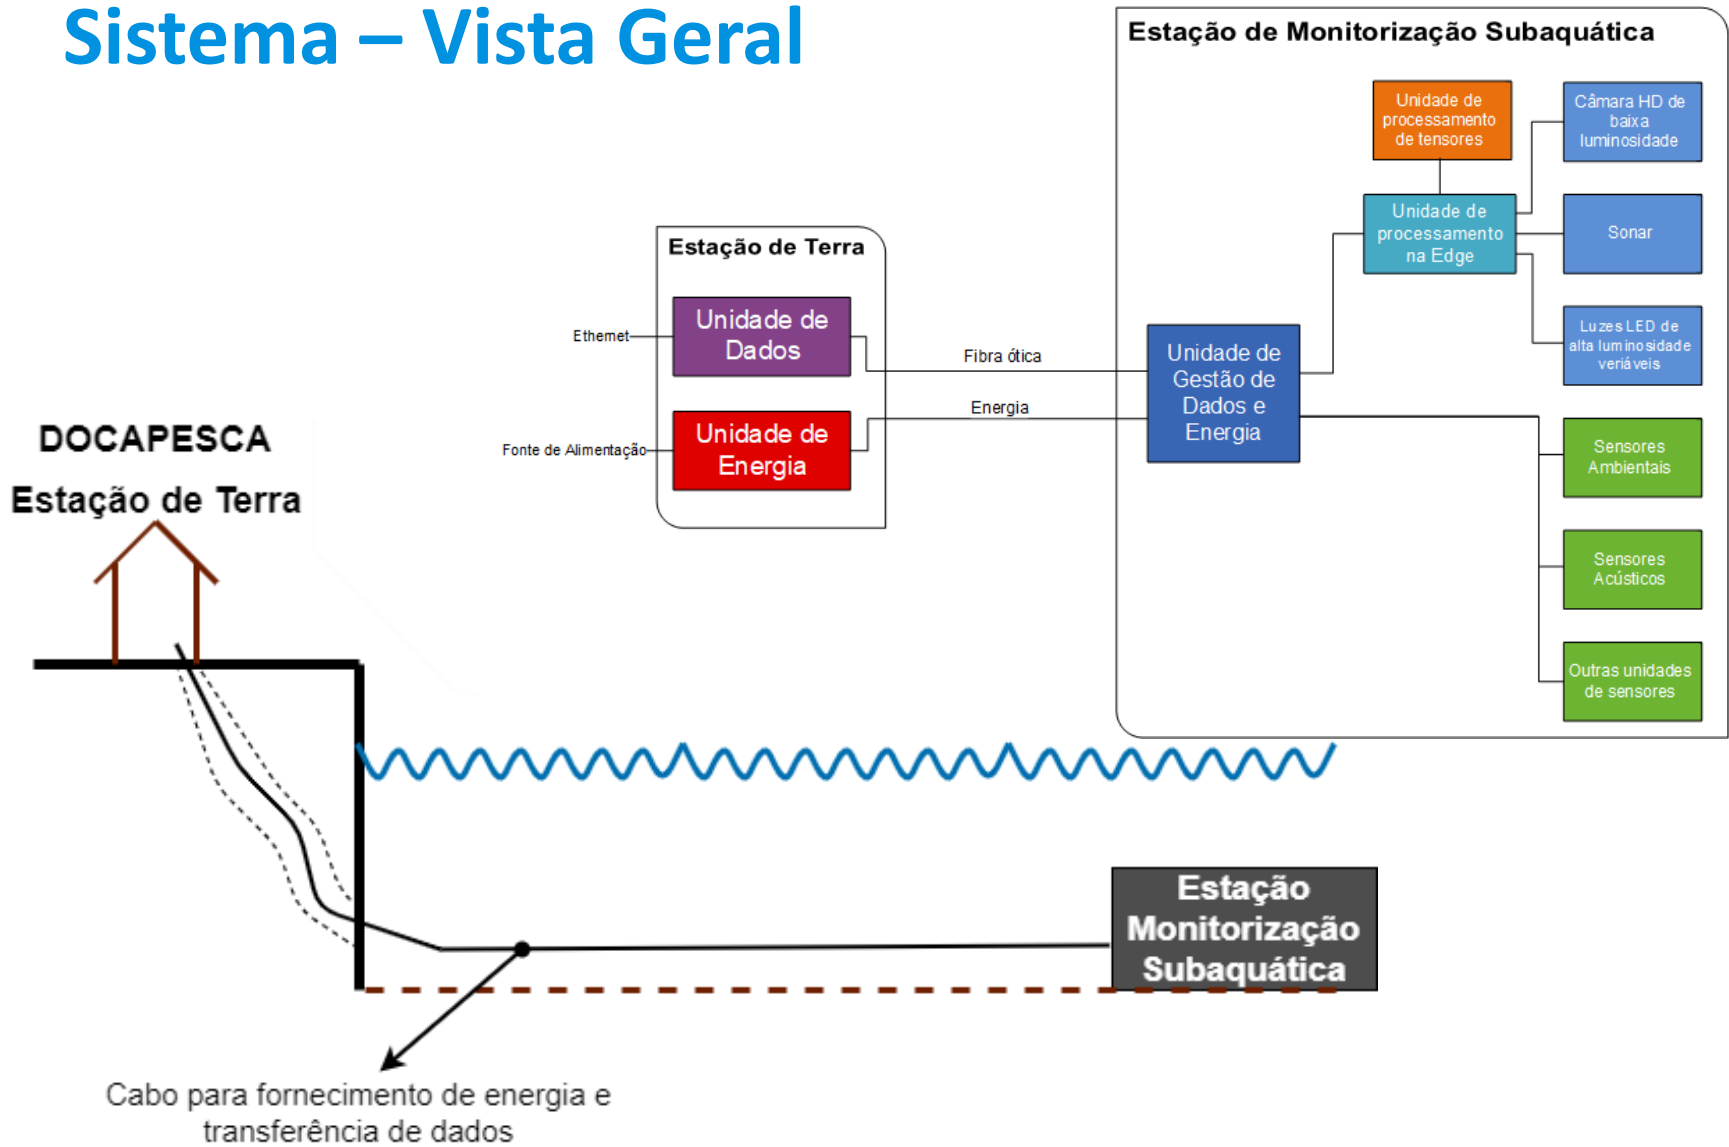 Sistema – Vista Geral
Estação de Monitorização Subaquática
Unidade de
processamento
de tensores
Câmara HD de
baixa
luminosidade
Unidade de
processamento
na Edge
Sonar
Luzes LED de
alta luminosidade
veriáveis
Estação de Terra
Ethernet
Unidade de
Dados
Fibra ótica
Unidade de
Gestão de
Dados e
Energia
Energia
Fonte de Alimentação
Unidade de
Energia
Sensores
Ambientais
Sensores
Acústicos
Outras unidades
de sensores
DOCAPESCA
Estação de Terra
Estação
Monitorização
Subaquática
Cabo para fornecimento de energia e
transferência de dados